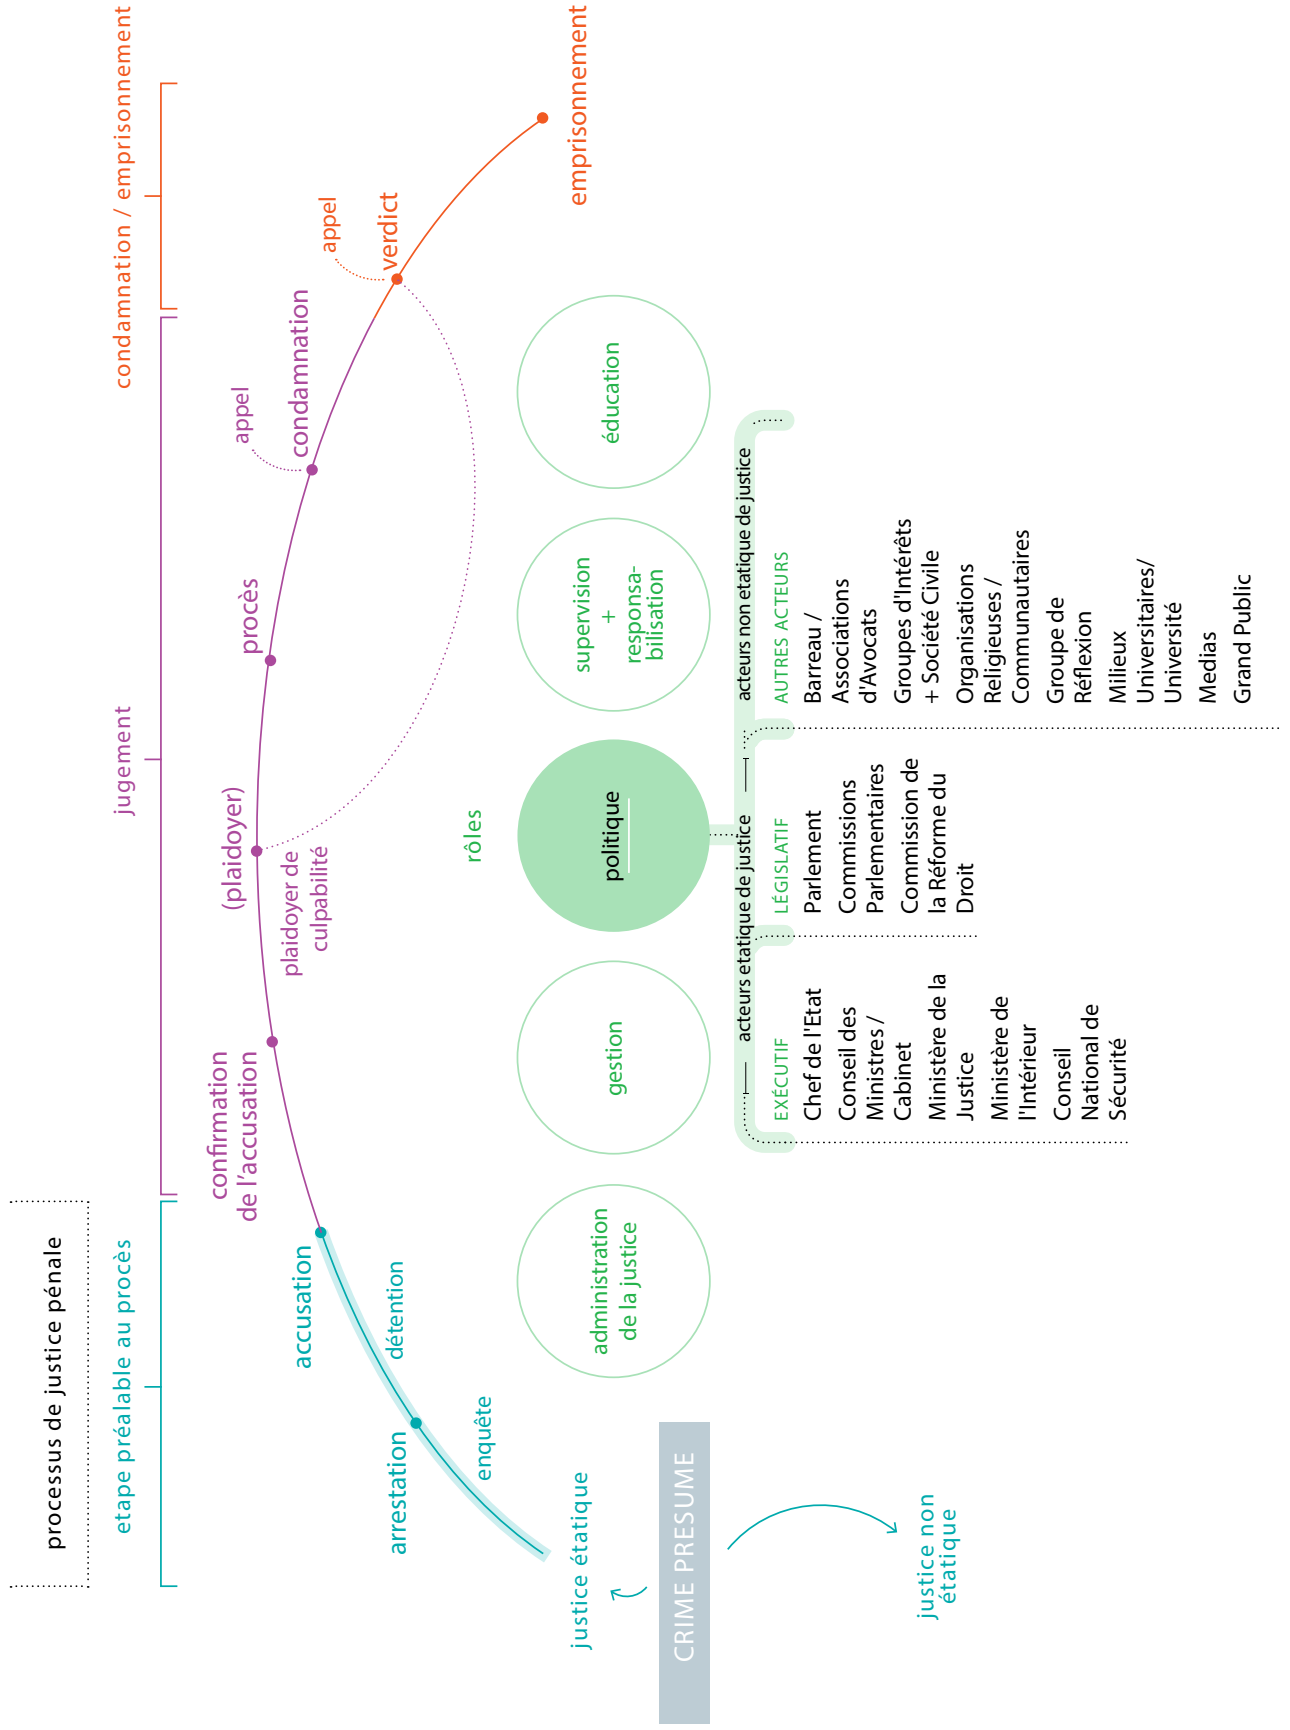 processus de justice pénale
etape préalable au procès
jugement
condamnation / emprisonnement
justice étatique
enquête
arrestation
détention
accusation
confirmation
de l'accusation
(plaidoyer)
plaidoyer de
culpabilité
procès
appel
condamnation
appel
verdict
emprisonnement
rôles
administration
de la justice
gestion
politique
supervision
+
responsa-
bilisation
éducation
CRIME PRESUME
justice non
étatique
acteurs etatique de justice
acteurs non etatique de justice
EXÉCUTIF
Chef de l'Etat
Conseil des
Ministres /
Cabinet
Ministère de la
Justice
Ministère de
l'Intérieur
Conseil
National de
Sécurité
LÉGISLATIF
Parlement
Commissions
Parlementaires
Commission de
la Réforme du
Droit
AUTRES ACTEURS
Barreau /
Associations
d'Avocats
Groupes d'Intérêts
+ Société Civile
Organisations
Religieuses /
Communautaires
Groupe de
Réflexion
Milieux
Universitaires/
Université
Medias
Grand Public